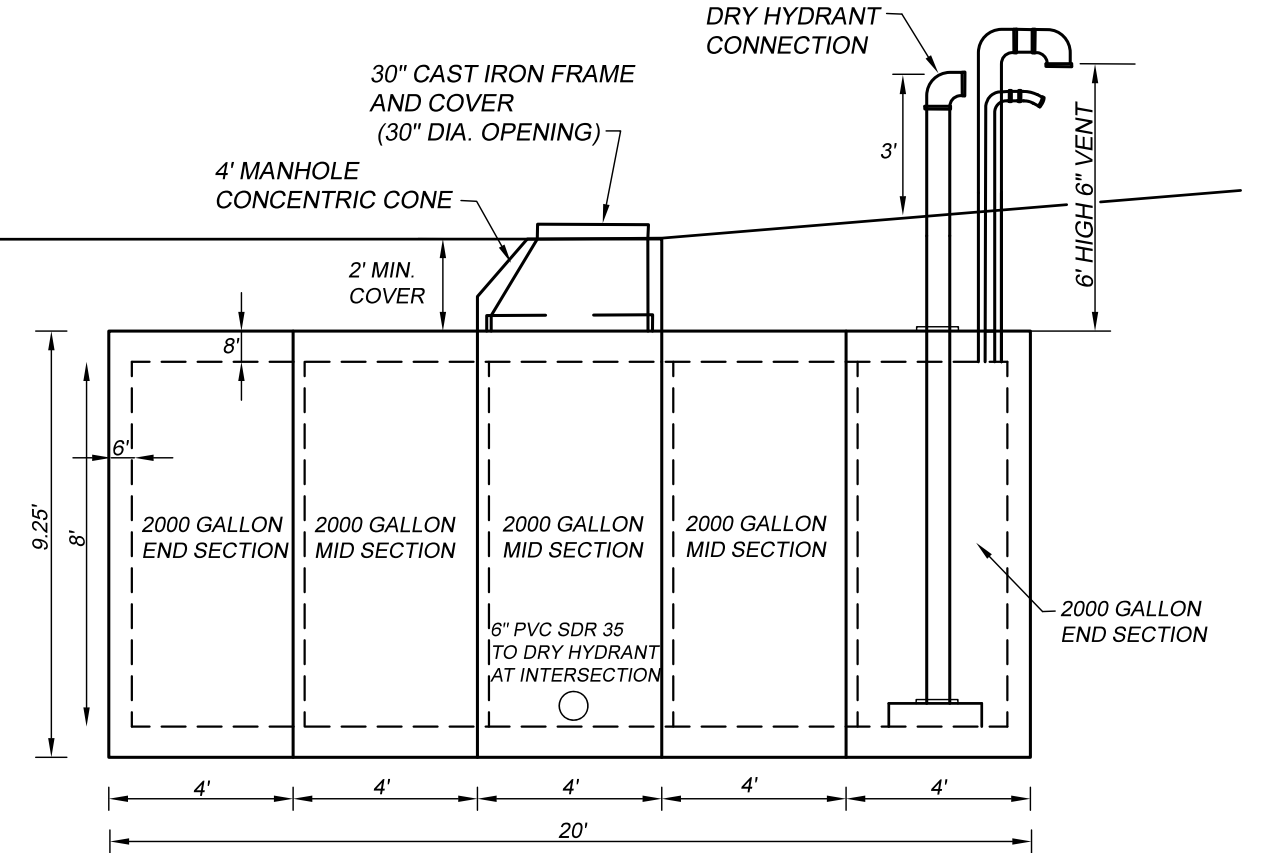 DRY HYDRANT
CONNECTION
30" CAST IRON FRAME
AND COVER
(30" DIA. OPENING)
4' MANHOLE
CONCENTRIC CONE
3'
6' HIGH 6" VENT
2' MIN.
COVER
8'
6'
9.25'
8'
2000 GALLON
END SECTION
2000 GALLON
MID SECTION
2000 GALLON
MID SECTION
2000 GALLON
MID SECTION
2000 GALLON
END SECTION
6" PVC SDR 35
TO DRY HYDRANT
AT INTERSECTION
4'
4'
4'
4'
4'
20'